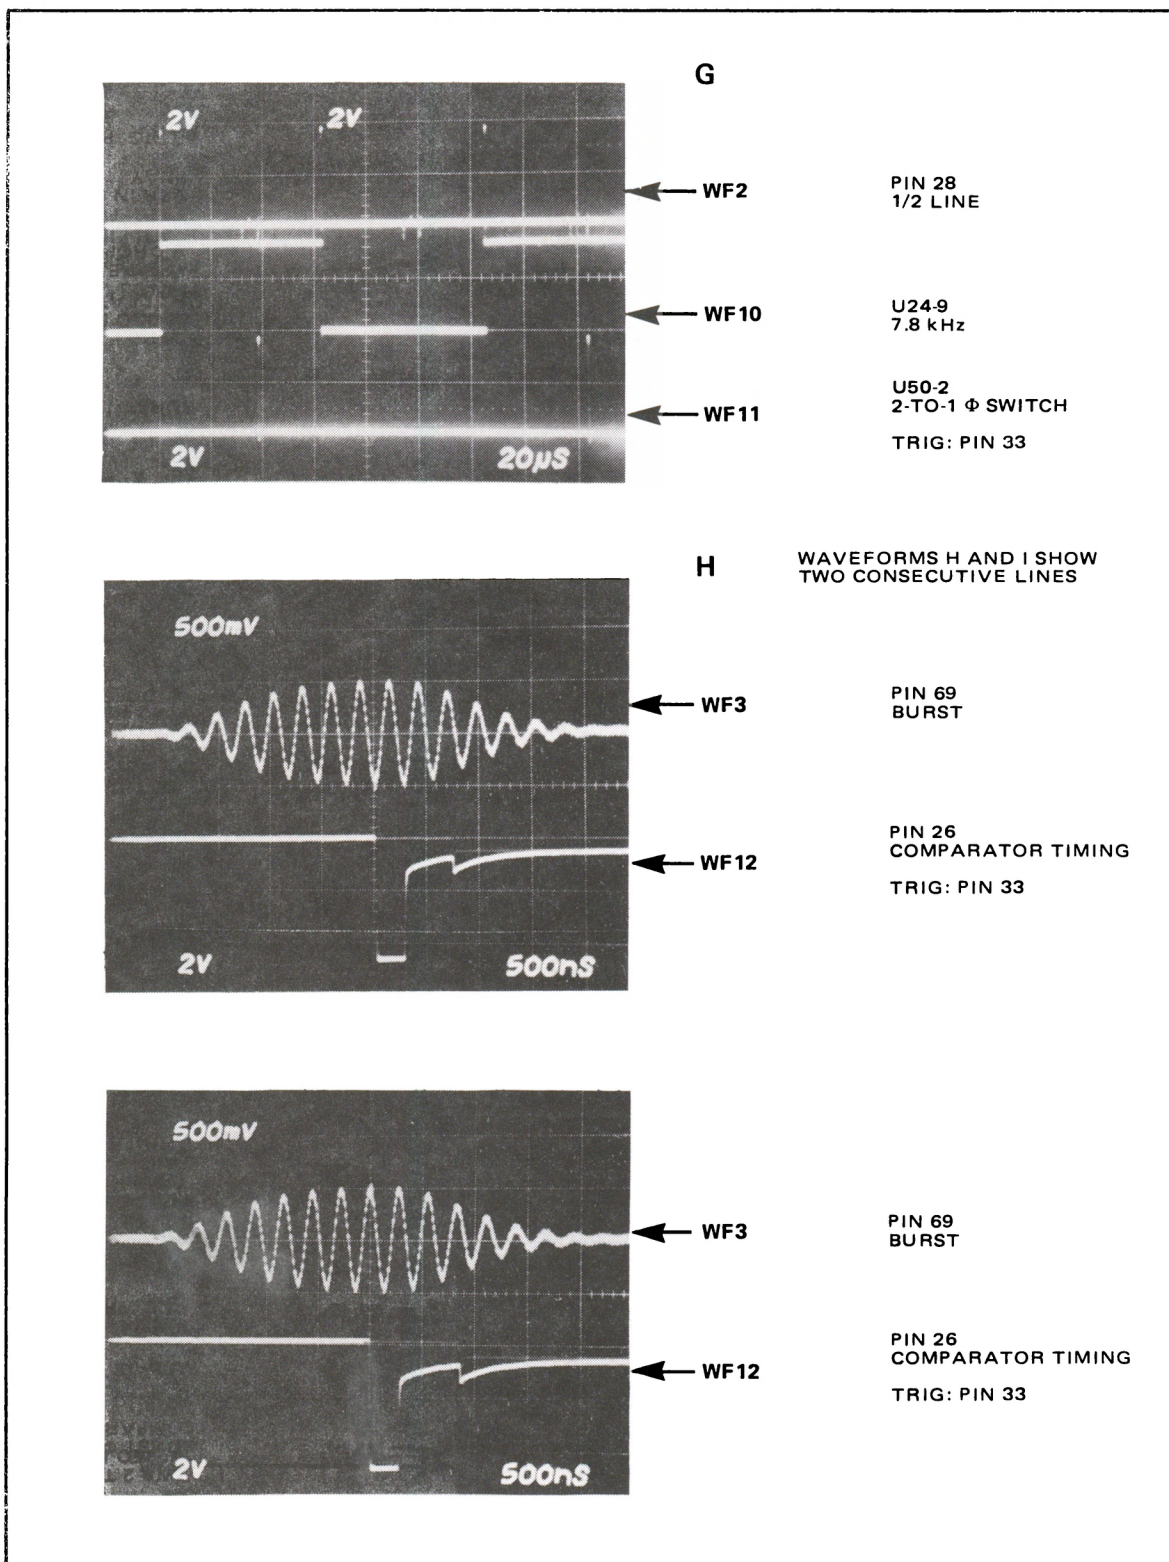 G
2V 2V
WF2
PIN 28
1/2 LINE
WF10
U24-9
7.8 kHz
WF11
U50-2
2-TO-1 Φ SWITCH
TRIG: PIN 33
2V 20µS
H
WAVEFORMS H AND I SHOW
TWO CONSECUTIVE LINES
500mV
WF3
PIN 69
BURST
WF12
PIN 26
COMPARATOR TIMING
TRIG: PIN 33
2V 500nS
500mV
WF3
PIN 69
BURST
WF12
PIN 26
COMPARATOR TIMING
TRIG: PIN 33
2V 500nS